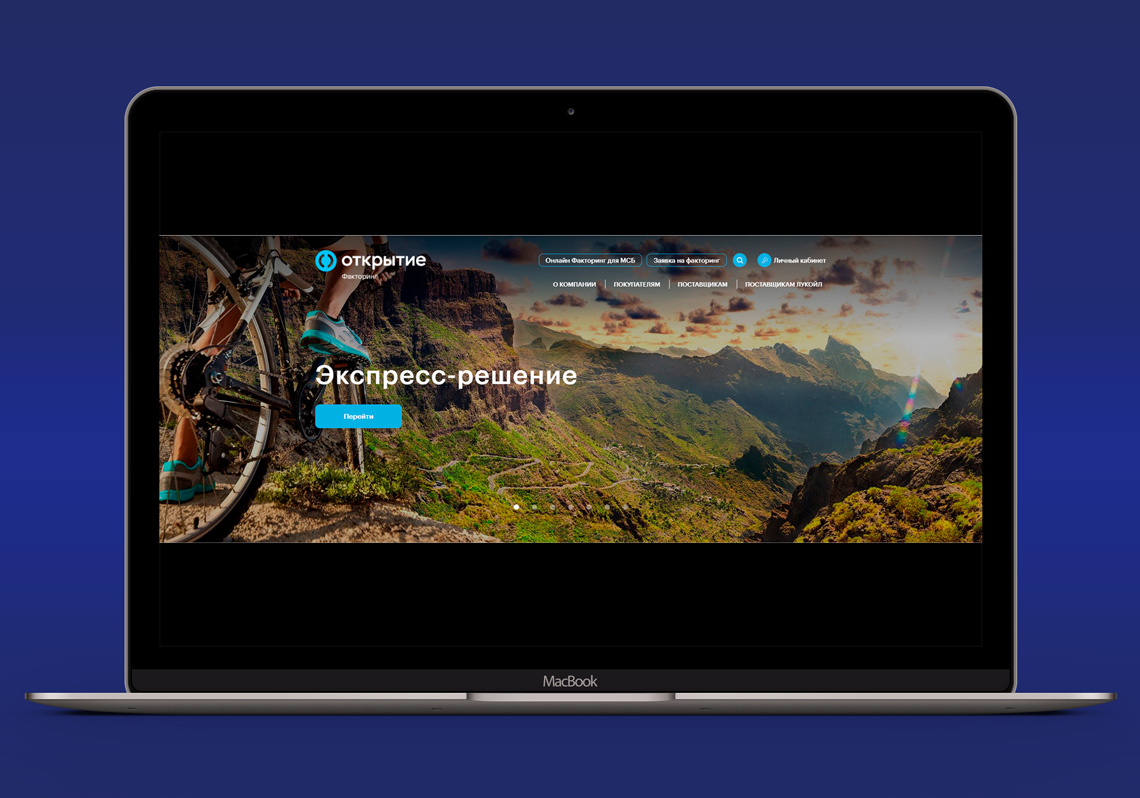 открытие
Факторинг
Онлайн Факторинг для МСБ
Заявка на факторинг
Личный кабинет
О КОМПАНИИ
ПОКУПАТЕЛЯМ
ПОСТАВЩИКАМ
ПОСТАВЩИКАМ ЛУКОЙЛ
Экспресс-решение
Перейти
MacBook